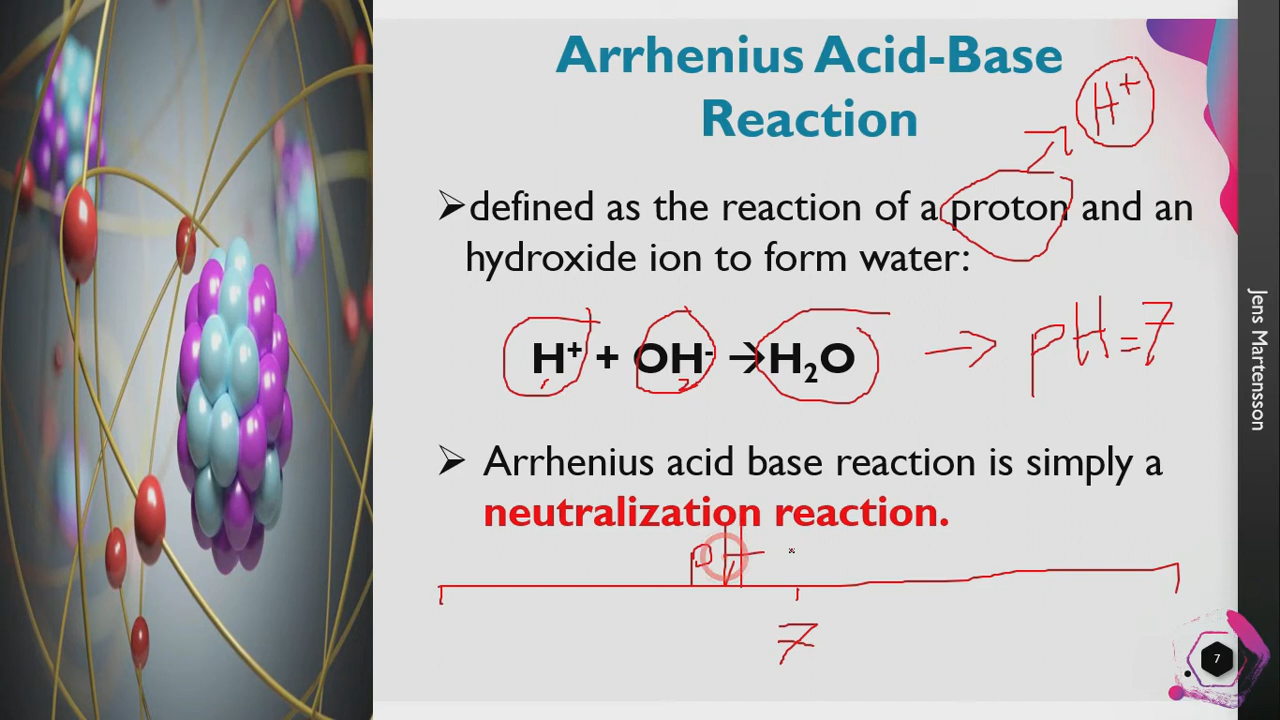 Arrhenius Acid-Base
Reaction
H+
➢defined as the reaction of a proton and an
hydroxide ion to form water:
H⁺ + OH⁻ →H₂O → pH=7
➢ Arrhenius acid base reaction is simply a
neutralization reaction.
pH
7
Jens Martensson
7